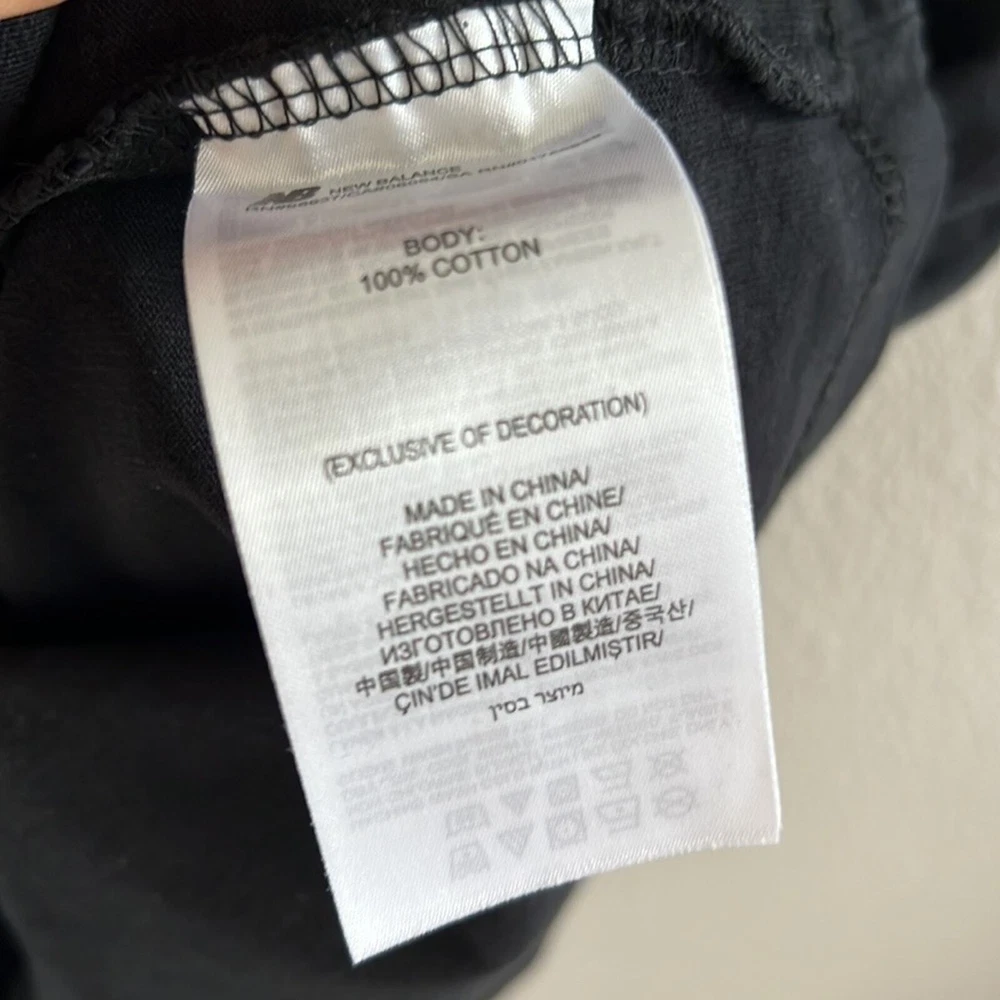 NB NEW BALANCE
BODY:
100% COTTON
(EXCLUSIVE OF DECORATION)
MADE IN CHINA/
FABRIQUÉ EN CHINE/
HECHO EN CHINA/
FABRICADO NA CHINA/
HERGESTELLT IN CHINA/
ИЗГОТОВЛЕНО В КИТАЕ/
中国製/中国制造/中國製造/중국산/
ÇIN'DE IMAL EDILMIŞTIR/
מיוצר בסין